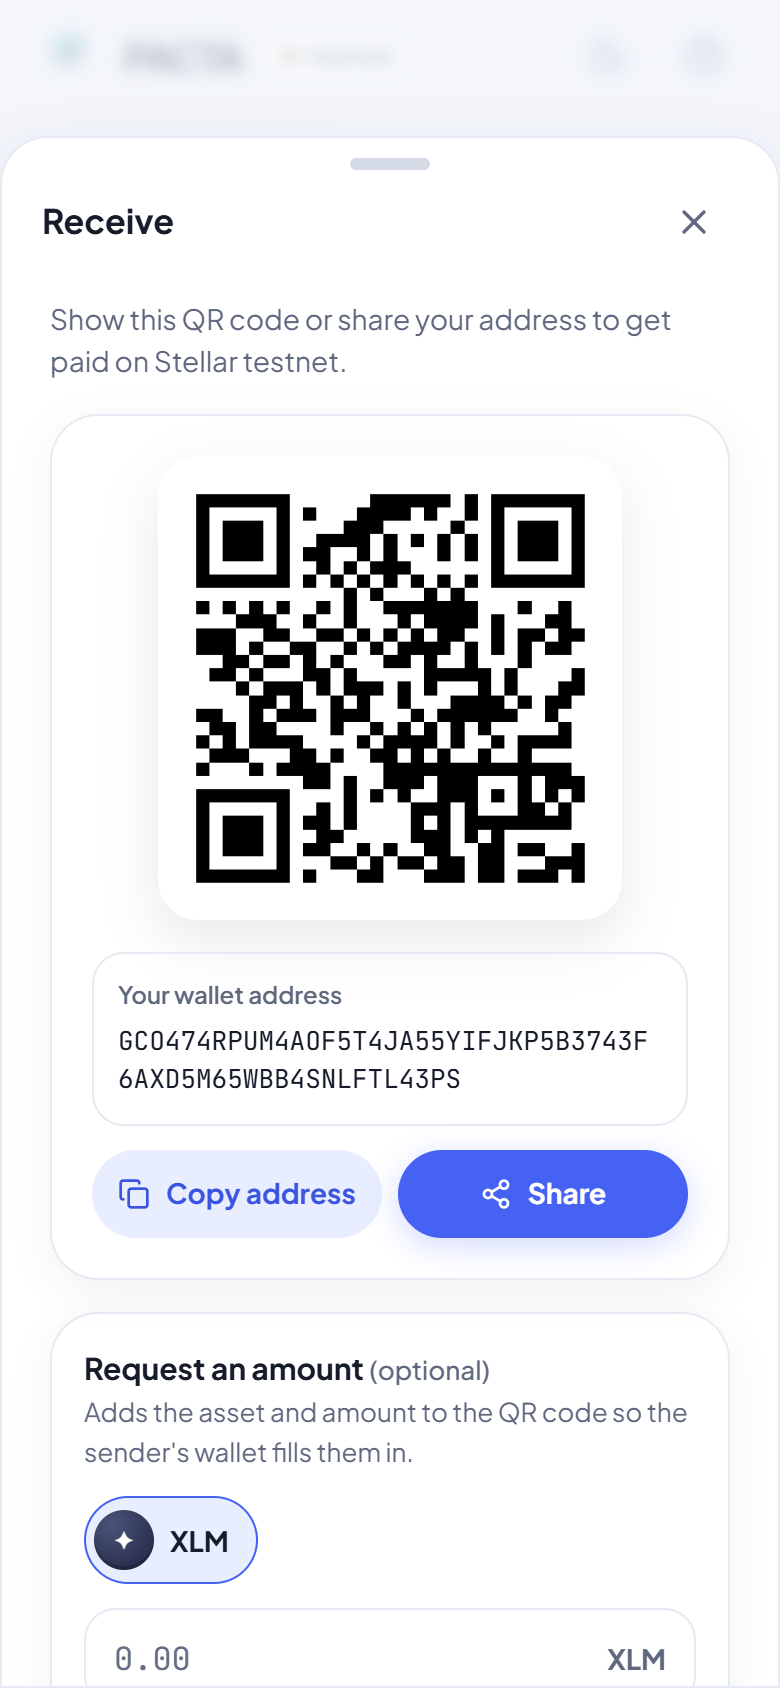 Receive
Show this QR code or share your address to get
paid on Stellar testnet.
Your wallet address
GCO474RPUM4AOF5T4JA55YIFJKP5B3743F
6AXD5M65WBB4SNLFTL43PS
Copy address
Share
Request an amount (optional)
Adds the asset and amount to the QR code so the
sender's wallet fills them in.
XLM
0.00 XLM